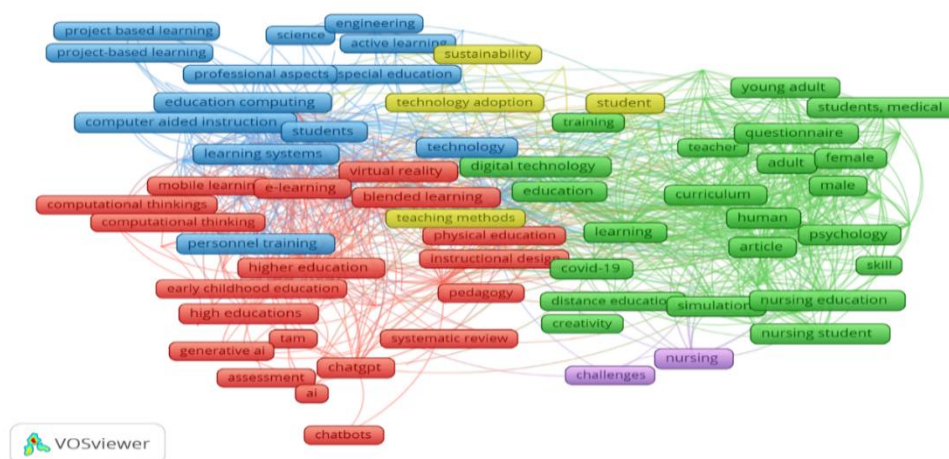 engineering
project based learning
science
active learning
project-based learning
sustainability
professional aspects
special education
young adult
education computing
technology adoption
student
students, medical
computer aided instruction
students
training
questionnaire
learning systems
technology
teacher
adult
female
virtual reality
digital technology
mobile learnin
e-learning
blended learning
education
curriculum
male
computational thinkings
computational thinking
teaching methods
human
personnel training
physical education
learning
psychology
article
instructional design
higher education
covid-19
skill
early childhood education
pedagogy
distance educatio
simulation
nursing education
high educations
creativity
nursing student
tam
systematic review
generative ai
chatgpt
nursing
assessment
challenges
ai
chatbots
VOSviewer